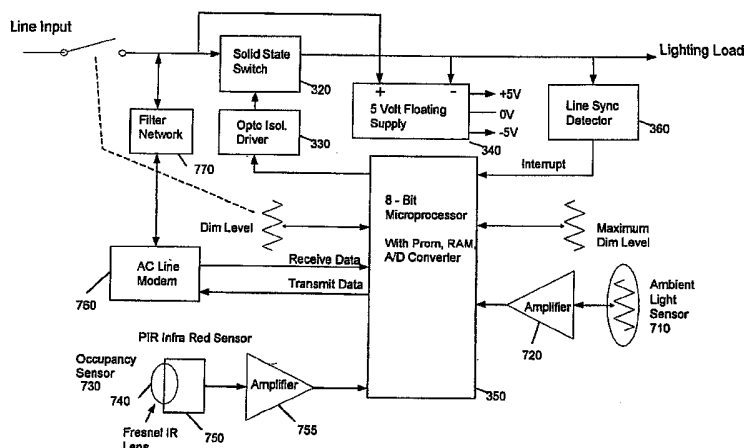 Line Input
Solid State
Switch
320
Lighting Load
+ -
5 Volt Floating
Supply
+5V
0V
-5V
340
Line Sync
Detector
360
Filter
Network
770
Opto Isol.
Driver
330
Interrupt
8 - Bit
Microprocessor
With Prom, RAM,
A/D Converter
350
Dim Level
Maximum
Dim Level
AC Line
Modem
760
Receive Data
Transmit Data
Amplifier
720
Ambient
Light
Sensor
710
PIR Infra Red Sensor
Occupancy
Sensor
730
740
750
Amplifier
755
Fresnel IR
Lens